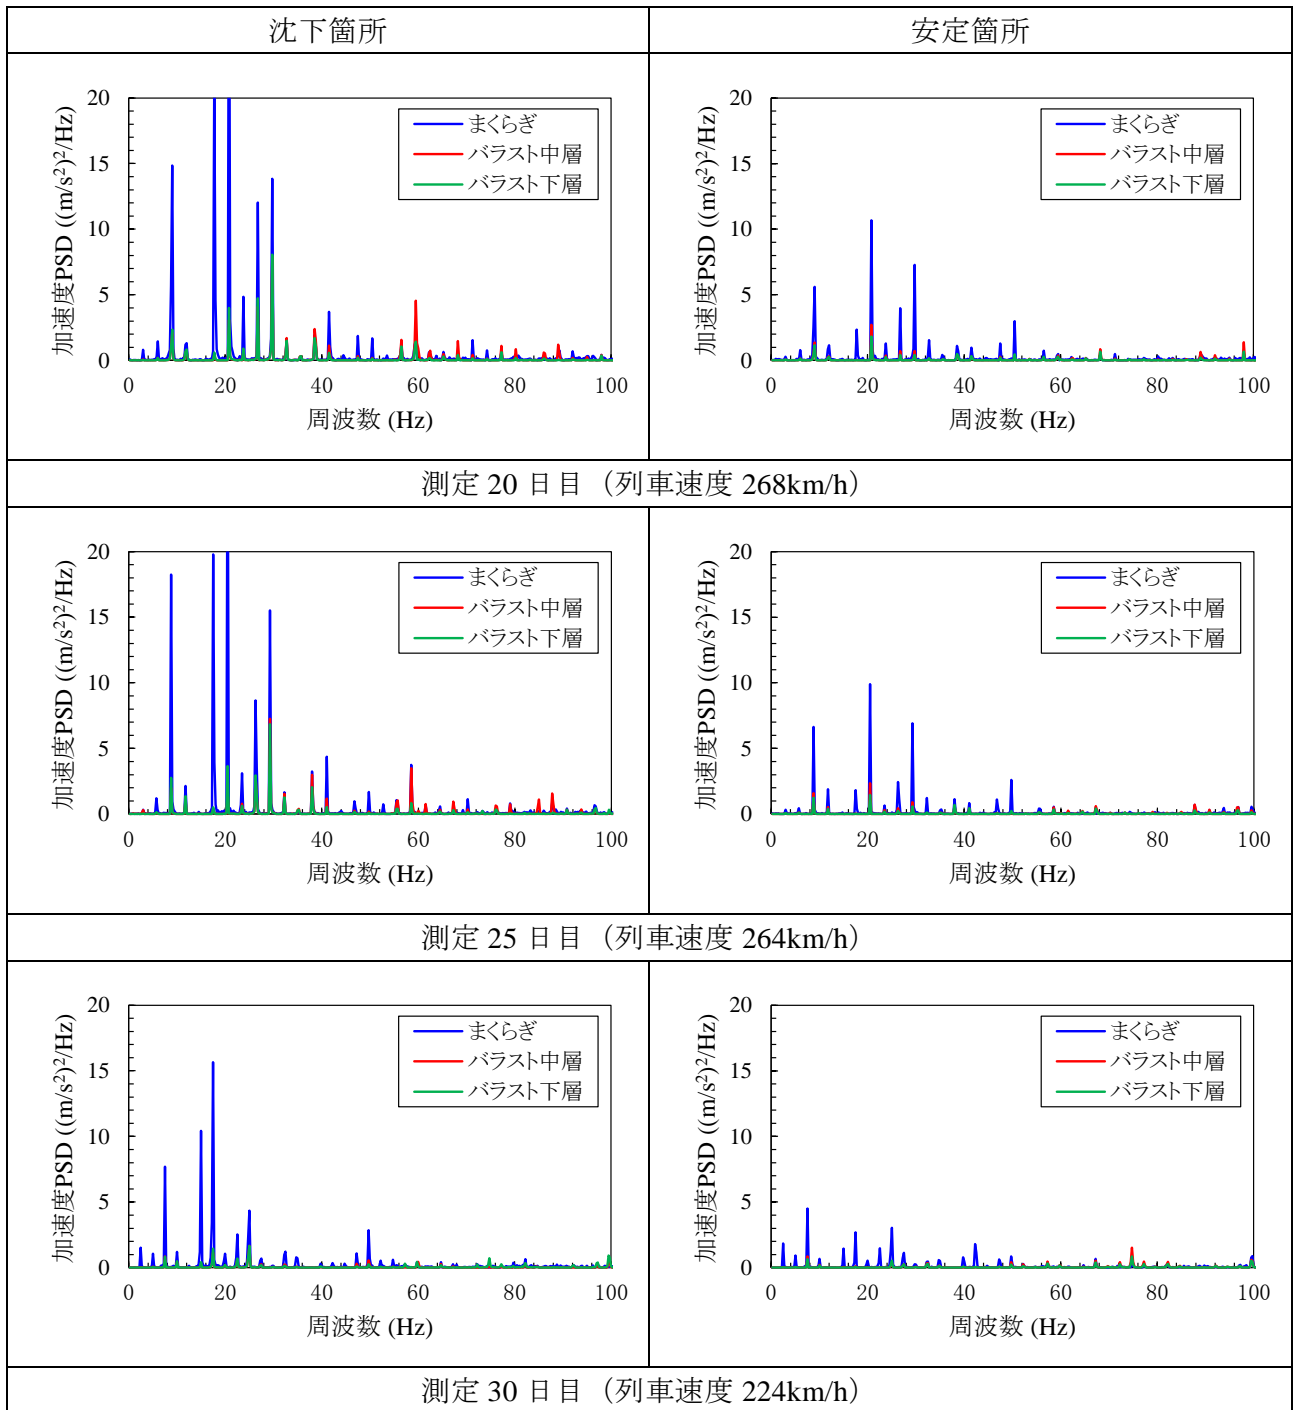 沈下箇所
安定箇所
加速度PSD ((m/s²)²/Hz)
20
15
10
5
0
まくらぎ
バラスト中層
バラスト下層
0 20 40 60 80 100
周波数 (Hz)
加速度PSD ((m/s²)²/Hz)
20
15
10
5
0
まくらぎ
バラスト中層
バラスト下層
0 20 40 60 80 100
周波数 (Hz)
測定 20 日目（列車速度 268km/h）
加速度PSD ((m/s²)²/Hz)
20
15
10
5
0
まくらぎ
バラスト中層
バラスト下層
0 20 40 60 80 100
周波数 (Hz)
加速度PSD ((m/s²)²/Hz)
20
15
10
5
0
まくらぎ
バラスト中層
バラスト下層
0 20 40 60 80 100
周波数 (Hz)
測定 25 日目（列車速度 264km/h）
加速度PSD ((m/s²)²/Hz)
20
15
10
5
0
まくらぎ
バラスト中層
バラスト下層
0 20 40 60 80 100
周波数 (Hz)
加速度PSD ((m/s²)²/Hz)
20
15
10
5
0
まくらぎ
バラスト中層
バラスト下層
0 20 40 60 80 100
周波数 (Hz)
測定 30 日目（列車速度 224km/h）